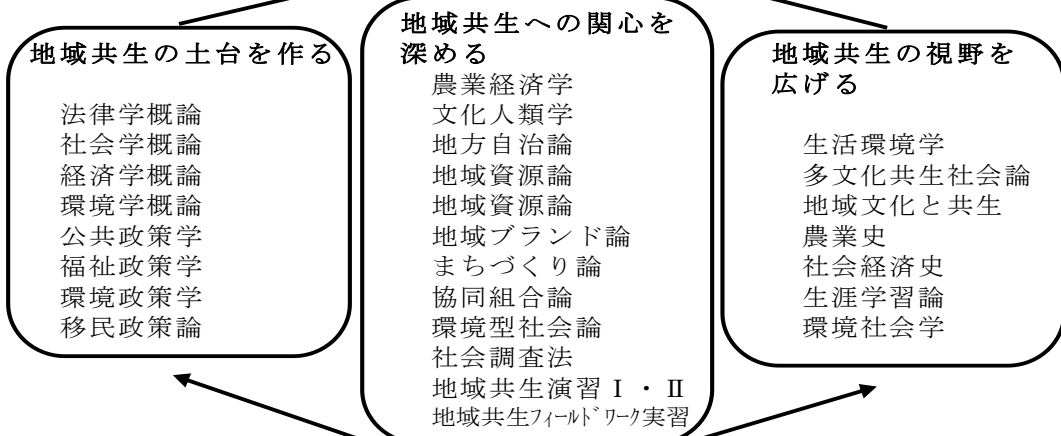 地域共生の土台を作る
法律学概論
社会学概論
経済学概論
環境学概論
公共政策学
福祉政策学
環境政策学
移民政策論
地域共生への関心を
深める
農業経済学
文化人類学
地方自治論
地域資源論
地域資源論
地域ブランド論
まちづくり論
協同組合論
環境型社会論
社会調査法
地域共生演習Ⅰ・Ⅱ
地域共生フィールドワーク実習
地域共生の視野を
広げる
生活環境学
多文化共生社会論
地域文化と共生
農業史
社会経済史
生涯学習論
環境社会学